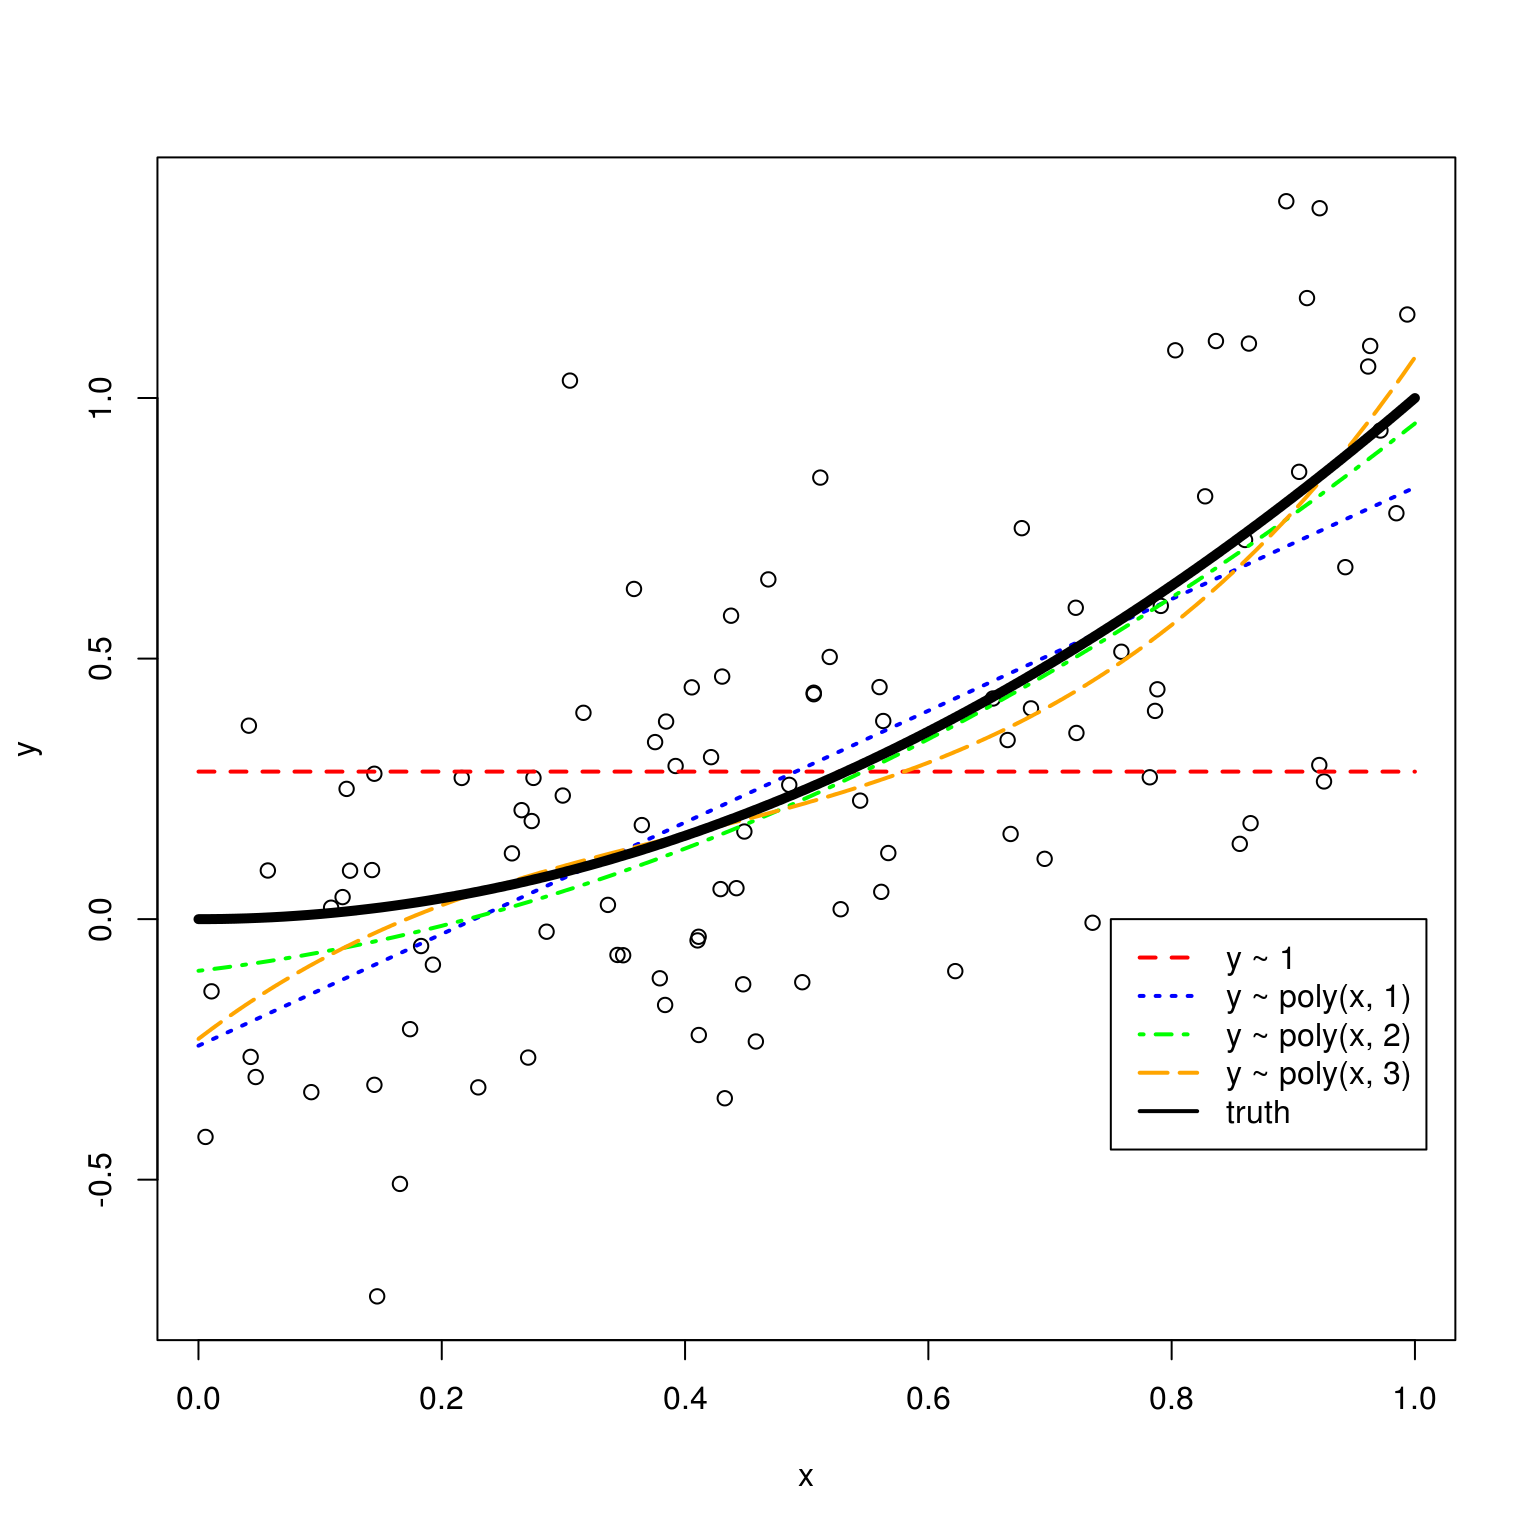 y
1.0
0.5
0.0
-0.5
y ~ 1
y ~ poly(x, 1)
y ~ poly(x, 2)
y ~ poly(x, 3)
truth
0.0 0.2 0.4 0.6 0.8 1.0
x